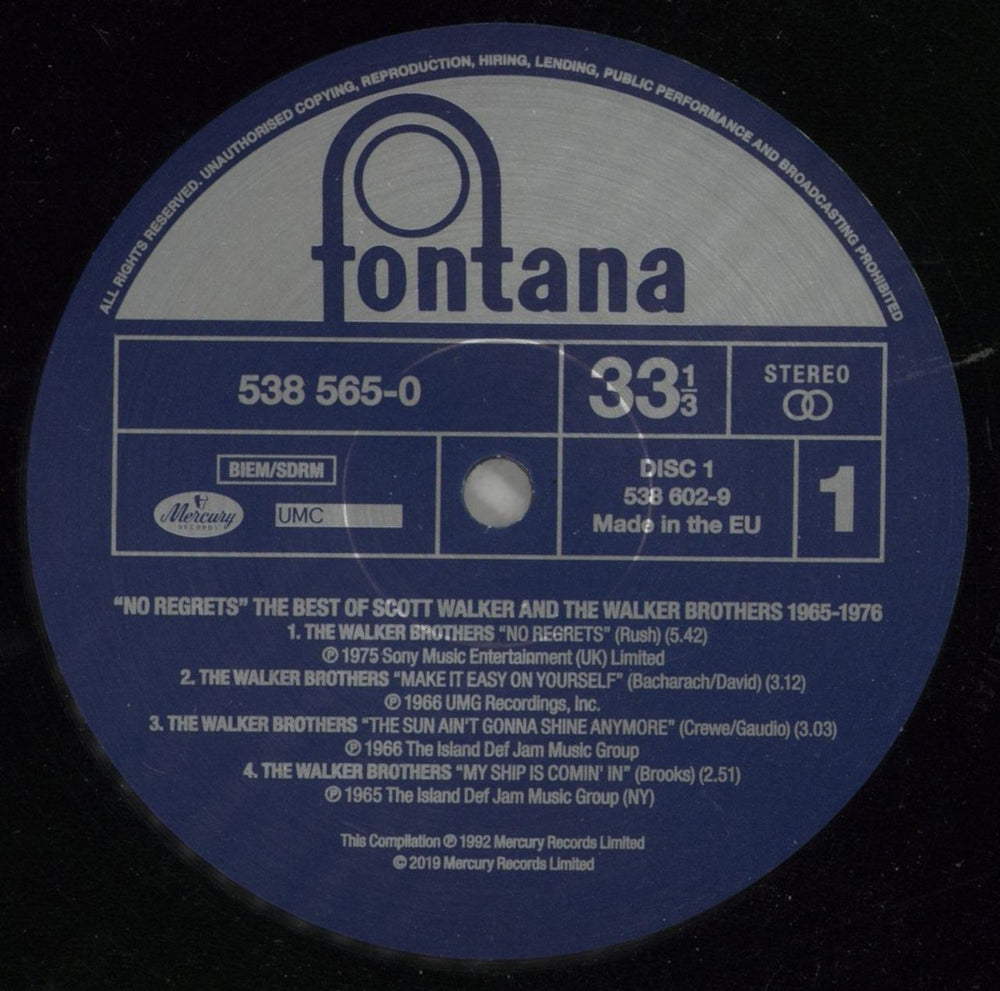 ALL RIGHTS RESERVED. UNAUTHORISED COPYING, REPRODUCTION, HIRING, LENDING, PUBLIC PERFORMANCE AND BROADCASTING PROHIBITED
fontana
538 565-0
33 1/3
STEREO
BIEM/SDRM
Mercury
RECORDS
UMC
DISC 1
538 602-9
Made in the EU
1
“NO REGRETS” THE BEST OF SCOTT WALKER AND THE WALKER BROTHERS 1965-1976
1. THE WALKER BROTHERS “NO REGRETS” (Rush) (5.42)
℗ 1975 Sony Music Entertainment (UK) Limited
2. THE WALKER BROTHERS “MAKE IT EASY ON YOURSELF” (Bacharach/David) (3.12)
℗ 1966 UMG Recordings, Inc.
3. THE WALKER BROTHERS “THE SUN AIN'T GONNA SHINE ANYMORE” (Crewe/Gaudio) (3.03)
℗ 1966 The Island Def Jam Music Group
4. THE WALKER BROTHERS “MY SHIP IS COMIN' IN” (Brooks) (2.51)
℗ 1965 The Island Def Jam Music Group (NY)
This Compilation ℗ 1992 Mercury Records Limited
© 2019 Mercury Records Limited